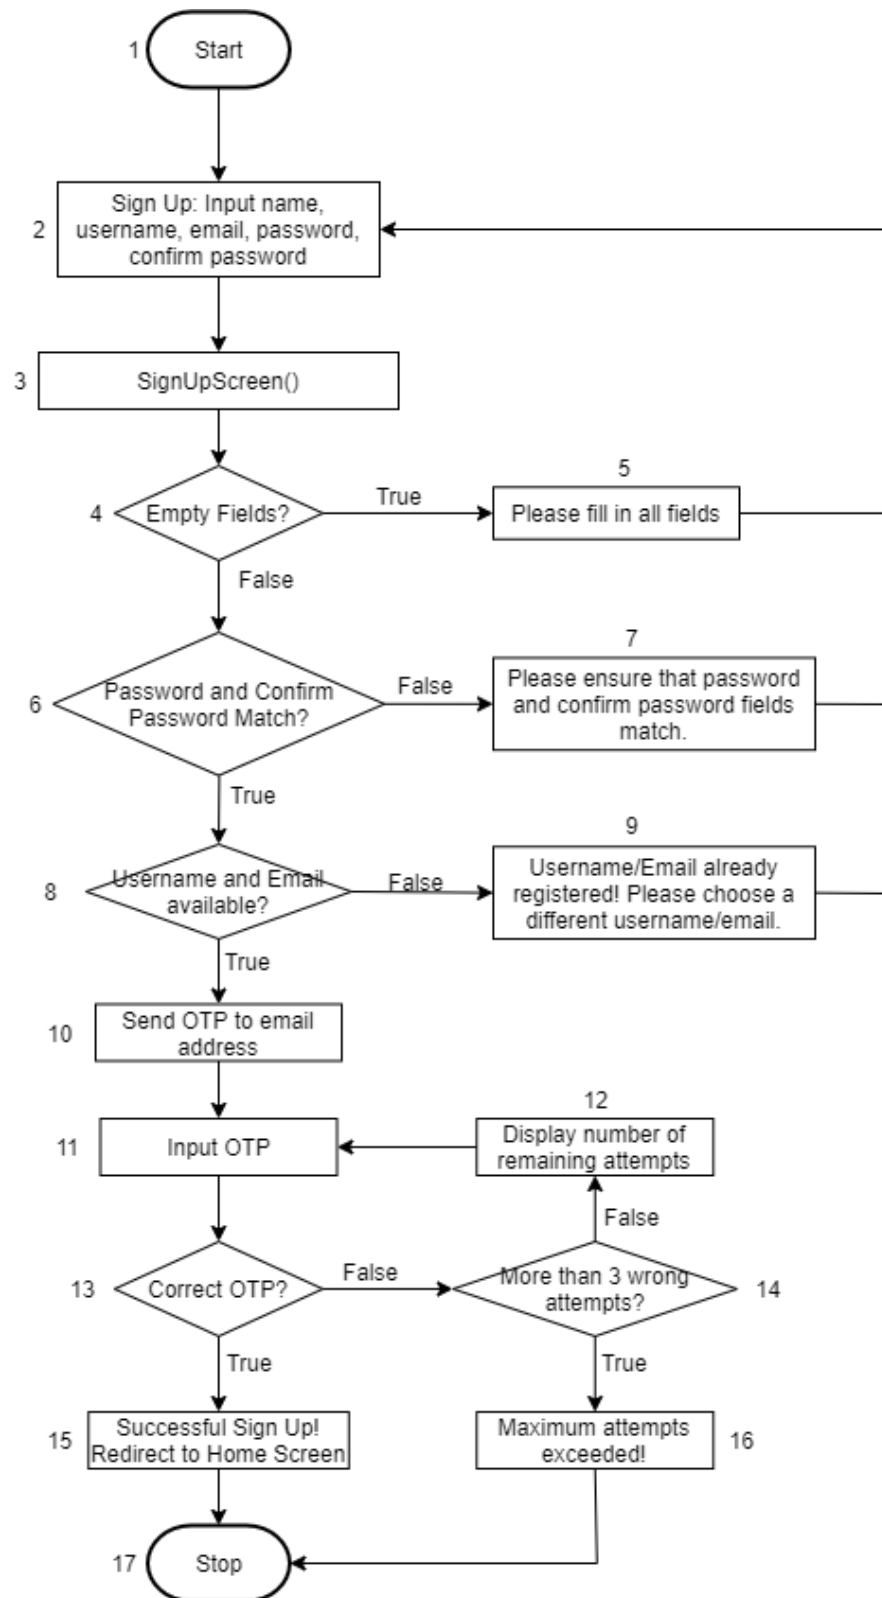 1
Start
2
Sign Up: Input name,
username, email, password,
confirm password
3
SignUpScreen()
4
Empty Fields?
True
5
Please fill in all fields
False
6
Password and Confirm
Password Match?
False
7
Please ensure that password
and confirm password fields
match.
True
8
Username and Email
available?
False
9
Username/Email already
registered! Please choose a
different username/email.
True
10
Send OTP to email
address
11
Input OTP
12
Display number of
remaining attempts
False
13
Correct OTP?
False
More than 3 wrong
attempts?
14
True
True
15
Successful Sign Up!
Redirect to Home Screen
Maximum attempts
exceeded!
16
17
Stop